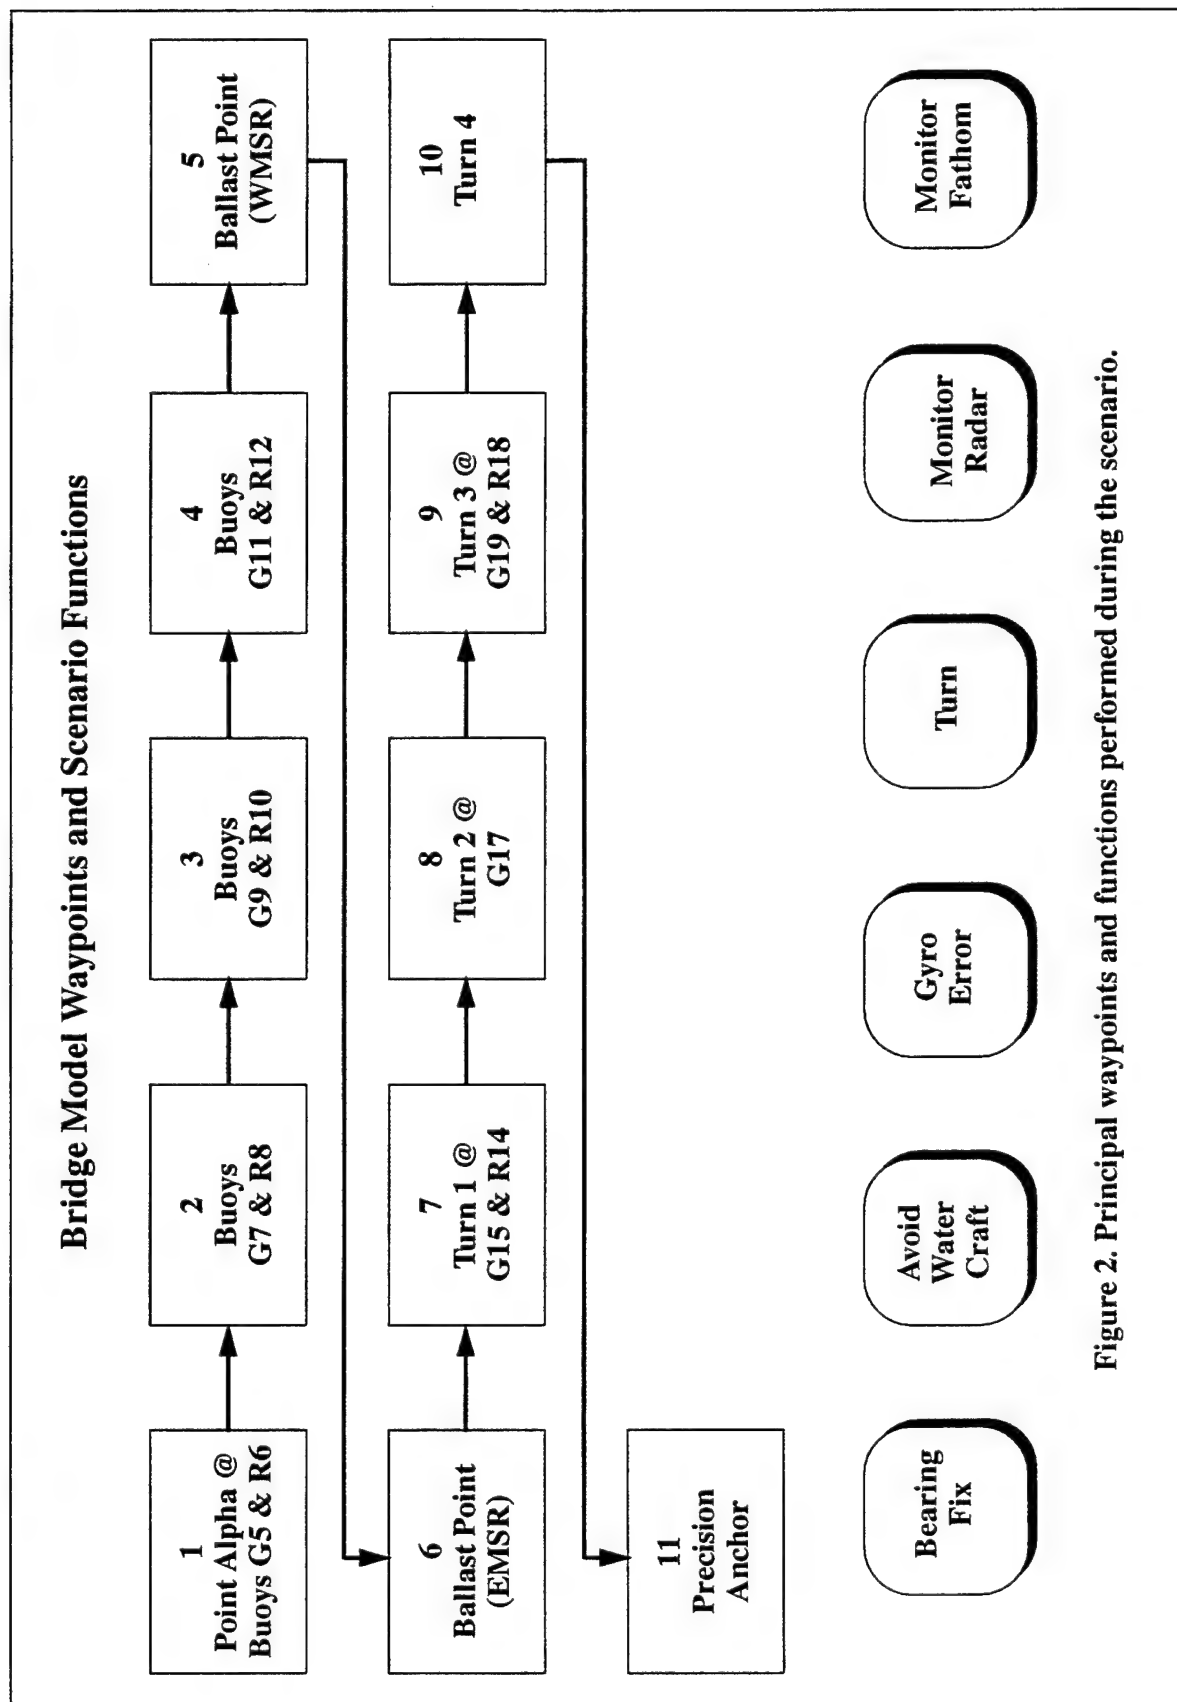 Bridge Model Waypoints and Scenario Functions
1
Point Alpha @
Buoys G5 & R6
2
Buoys
G7 & R8
3
Buoys
G9 & R10
4
Buoys
G11 & R12
5
Ballast Point
(WMSR)
6
Ballast Point
(EMSR)
7
Turn 1 @
G15 & R14
8
Turn 2 @
G17
9
Turn 3 @
G19 & R18
10
Turn 4
11
Precision
Anchor
Bearing
Fix
Avoid
Water
Craft
Gyro
Error
Turn
Monitor
Radar
Monitor
Fathom
Figure 2. Principal waypoints and functions performed during the scenario.